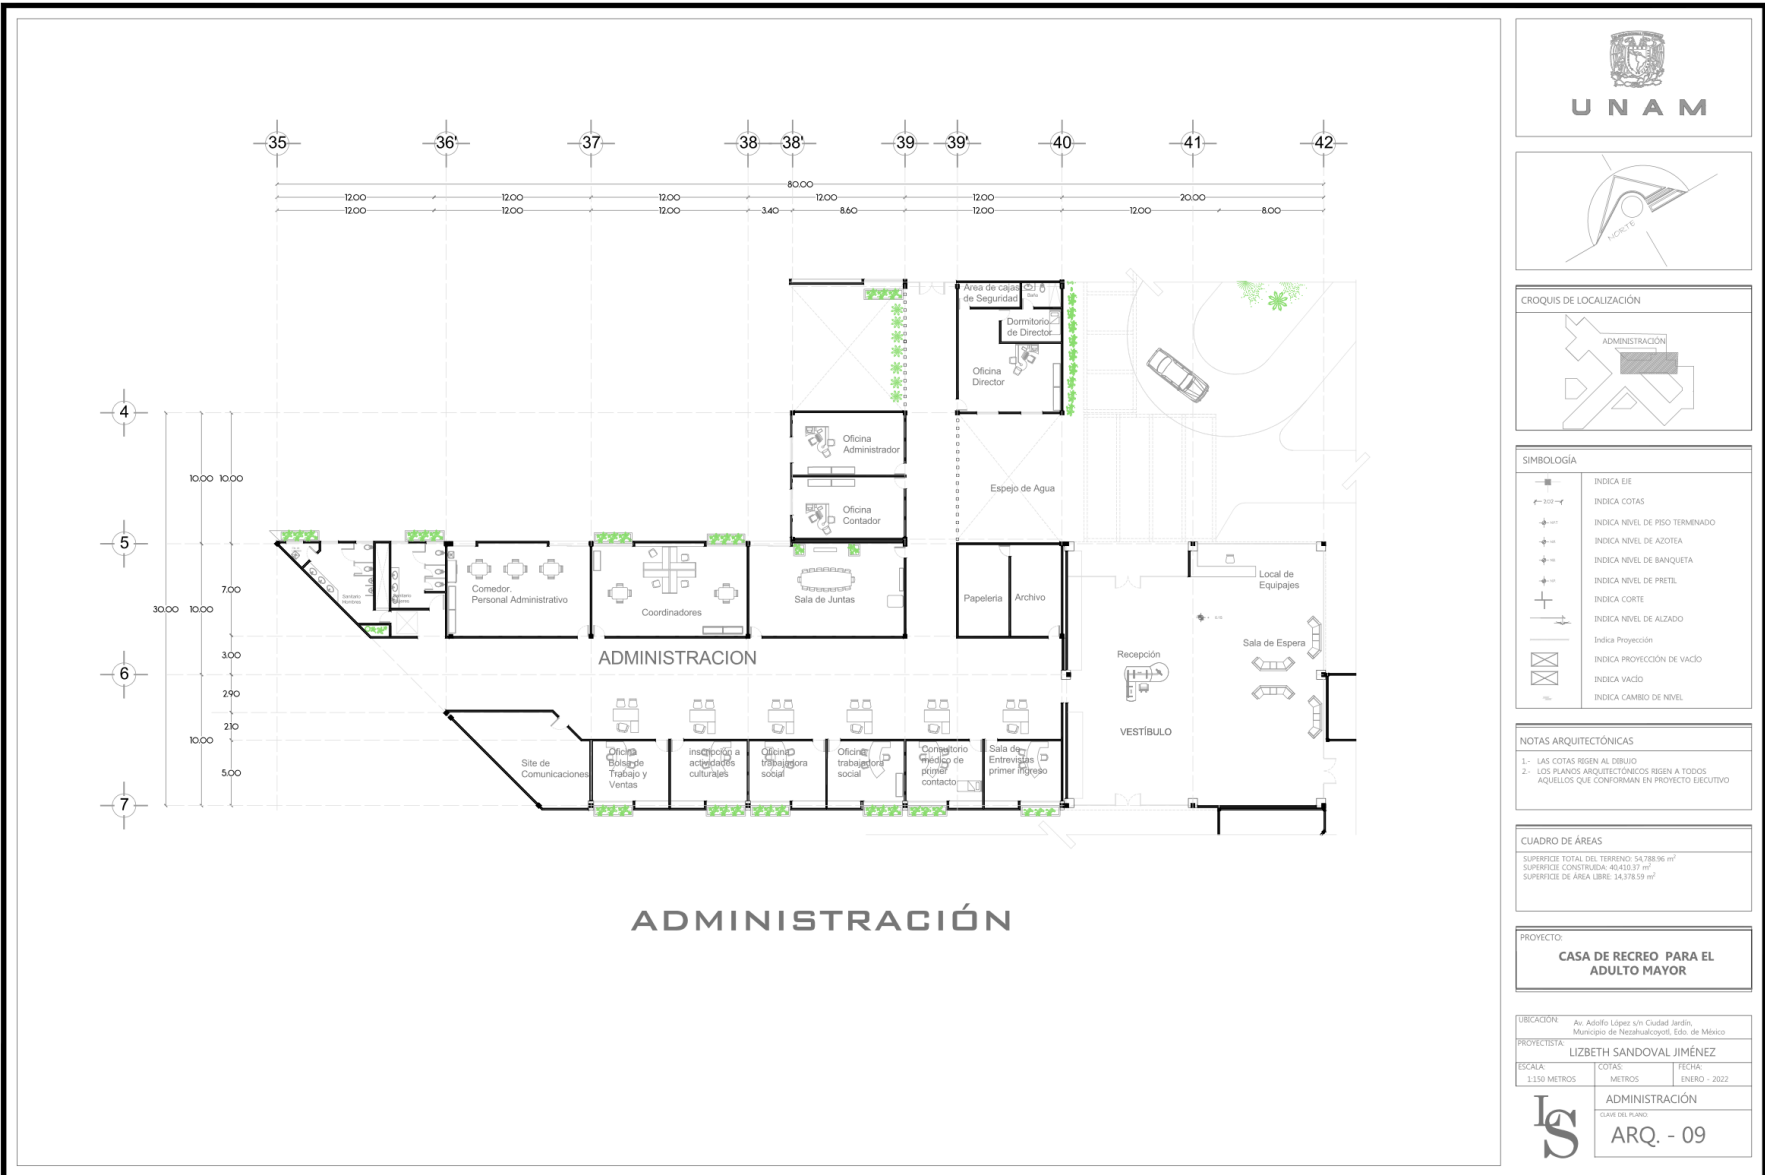 35
36'
37
38
38'
39
39'
40
41
42
80.00
12.00
12.00
12.00
12.00
12.00
20.00
12.00
12.00
12.00
3.40
8.60
12.00
12.00
8.00
4
5
6
7
30.00
10.00
10.00
10.00
10.00
7.00
3.00
2.90
2.10
5.00
Area de cajas
de Seguridad
Baño
Dormitorio
de Director
Oficina
Director
Oficina
Administrador
Oficina
Contador
Espejo de Agua
Sanitario
Hombres
Sanitario
Mujeres
Comedor.
Personal Administrativo
Coordinadores
Sala de Juntas
Papeleria
Archivo
Local de
Equipajes
Sala de Espera
Recepción
VESTÍBULO
ADMINISTRACION
Site de
Comunicaciones
Oficina
Bolsa de
Trabajo y
Ventas
inscripción a
actividades
culturales
Oficina
trabajadora
social
Oficina
trabajadora
social
Consultorio
médico de
primer
contacto
Sala de
Entrevistas
primer ingreso
ADMINISTRACIÓN
UNAM
NORTE
CROQUIS DE LOCALIZACIÓN
ADMINISTRACIÓN
SIMBOLOGÍA
INDICA EJE
INDICA COTAS
INDICA NIVEL DE PISO TERMINADO
INDICA NIVEL DE AZOTEA
INDICA NIVEL DE BANQUETA
INDICA NIVEL DE PRETIL
INDICA CORTE
INDICA NIVEL DE ALZADO
Indica Proyección
INDICA PROYECCIÓN DE VACÍO
INDICA VACÍO
INDICA CAMBIO DE NIVEL
NOTAS ARQUITECTÓNICAS
1.- LAS COTAS RIGEN AL DIBUJO
2.- LOS PLANOS ARQUITECTÓNICOS RIGEN A TODOS
AQUELLOS QUE CONFORMAN EN PROYECTO EJECUTIVO
CUADRO DE ÁREAS
SUPERFICIE TOTAL DEL TERRENO: 54,788.96 m²
SUPERFICIE CONSTRUIDA: 40,410.37 m²
SUPERFICIE DE ÁREA LIBRE: 14,378.59 m²
PROYECTO:
CASA DE RECREO PARA EL
ADULTO MAYOR
UBICACIÓN: Av. Adolfo López s/n Ciudad Jardín,
Municipio de Nezahualcoyotl, Edo. de México
PROYECTISTA:
LIZBETH SANDOVAL JIMÉNEZ
ESCALA: COTAS: FECHA:
1:150 METROS METROS ENERO - 2022
LS
ADMINISTRACIÓN
CLAVE DEL PLANO:
ARQ. - 09